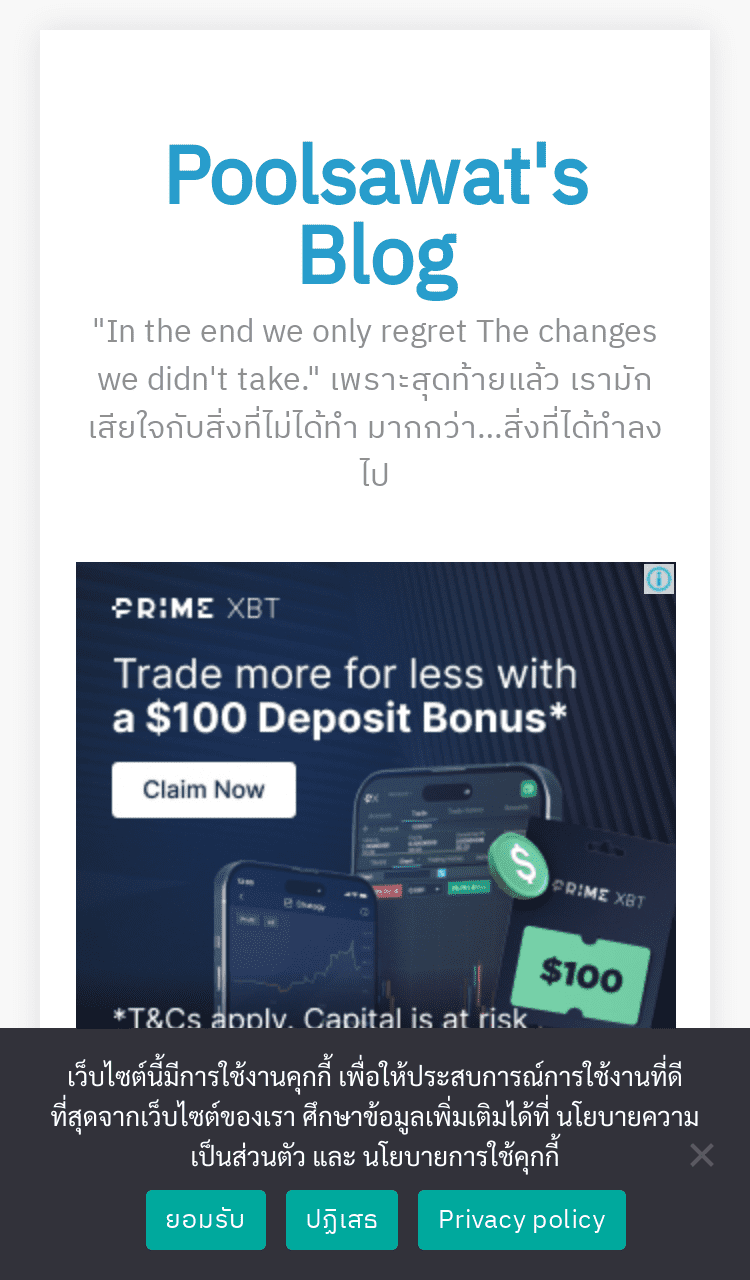 Poolsawat's
Blog
"In the end we only regret The changes
we didn't take." เพราะสุดท้ายแล้ว เรามัก
เสียใจกับสิ่งที่ไม่ได้ทำ มากกว่า...สิ่งที่ได้ทำลง
ไป
PRIME XBT
Trade more for less with
a $100 Deposit Bonus*
Claim Now
$
PRIME XBT
$100
*T&Cs apply. Capital is at risk
เว็บไซต์นี้มีการใช้งานคุกกี้ เพื่อให้ประสบการณ์การใช้งานที่ดี
ที่สุดจากเว็บไซต์ของเรา ศึกษาข้อมูลเพิ่มเติมได้ที่ นโยบายความ
เป็นส่วนตัว และ นโยบายการใช้คุกกี้
ยอมรับ ปฏิเสธ Privacy policy